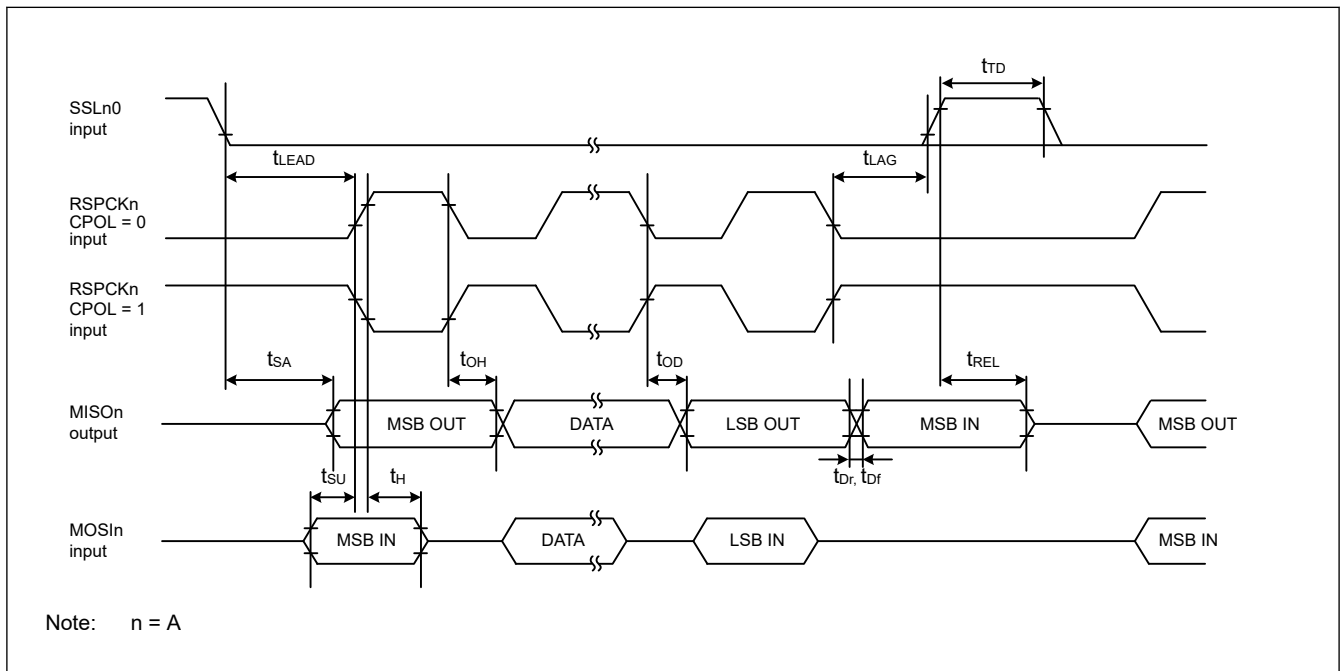 tTD
SSLn0
input
tLEAD
tLAG
RSPCKn
CPOL = 0
input
RSPCKn
CPOL = 1
input
tSA
tOH
tOD
tREL
MISOn
output
MSB OUT
DATA
LSB OUT
MSB IN
MSB OUT
tSU
tH
tDr, tDf
MOSIn
input
MSB IN
DATA
LSB IN
MSB IN
Note: n = A